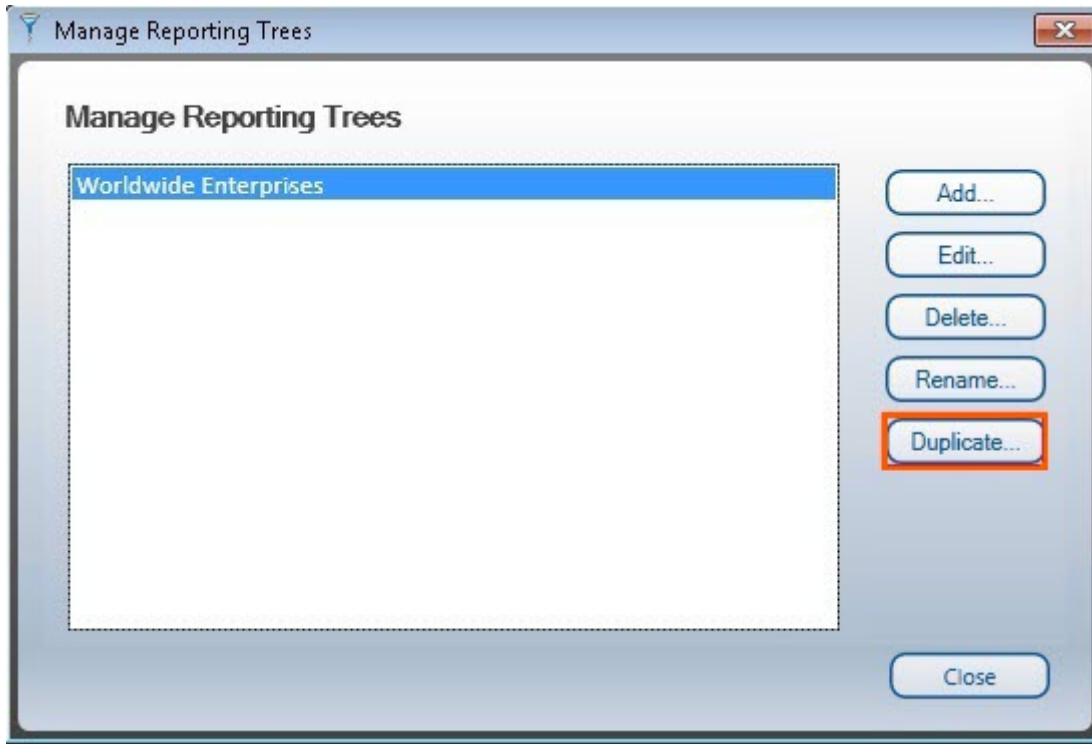 Manage Reporting Trees
Manage Reporting Trees
Worldwide Enterprises
Add...
Edit...
Delete...
Rename...
Duplicate...
Close